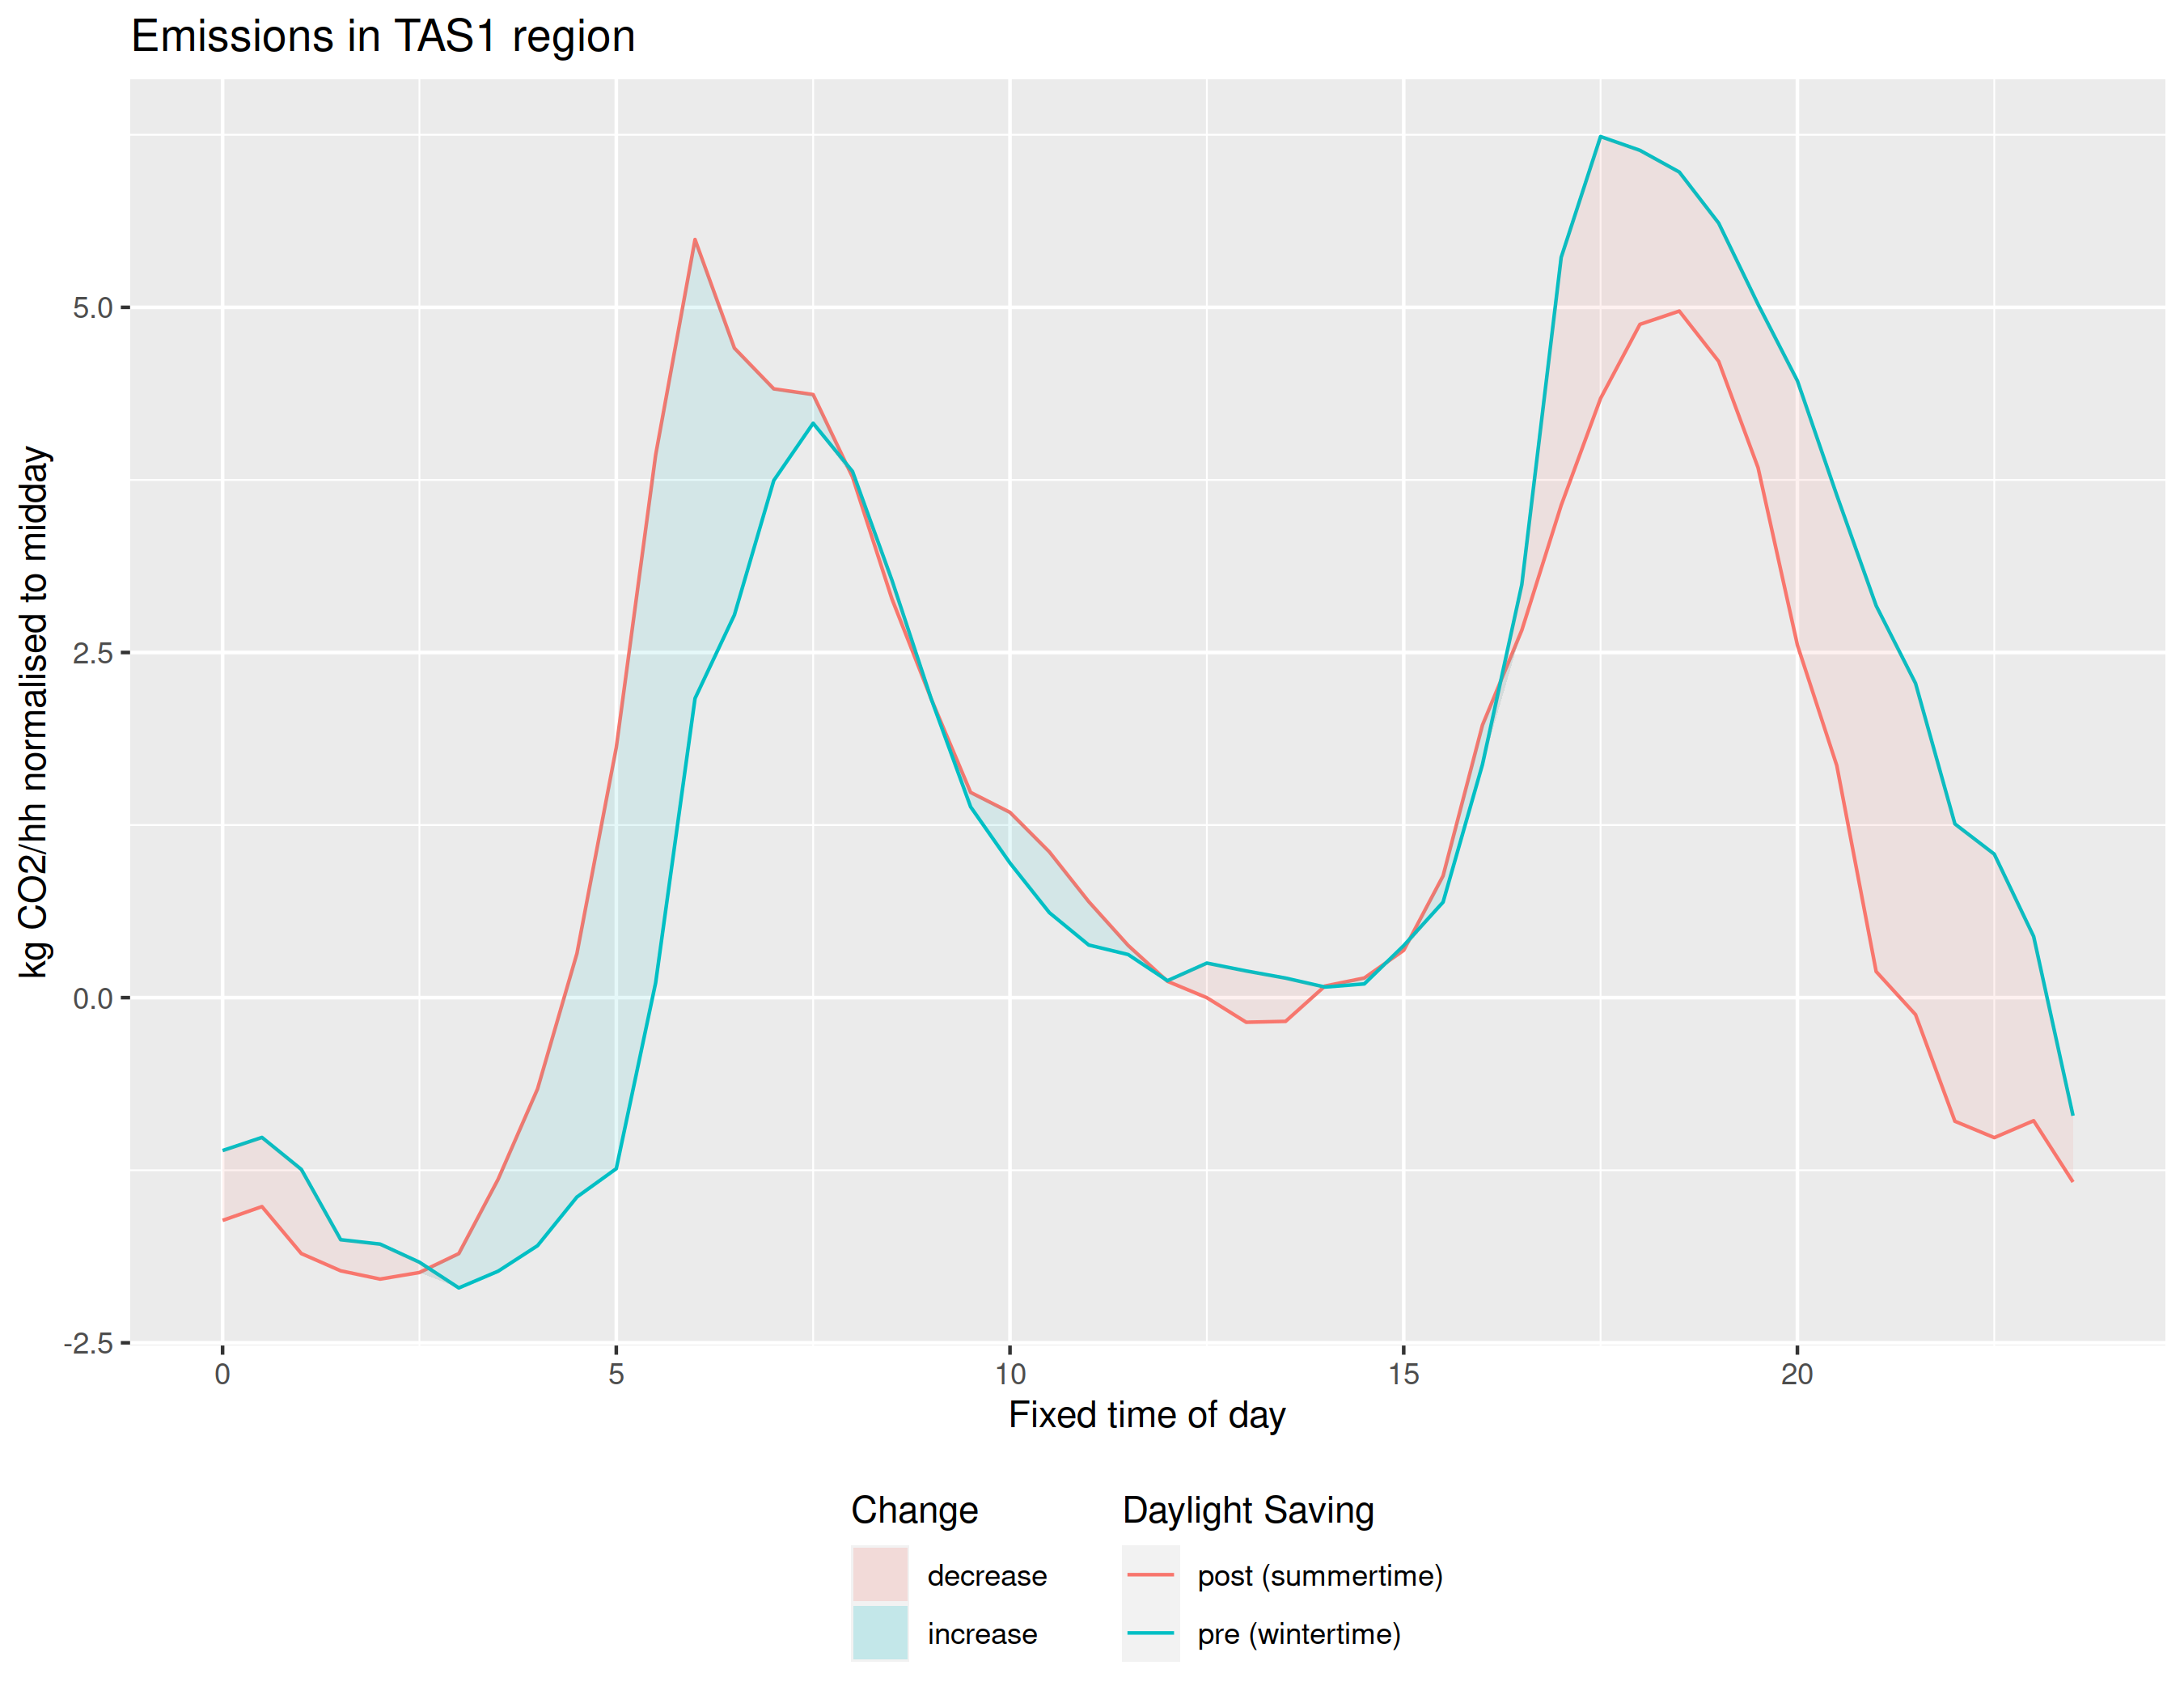 Emissions in TAS1 region
kg CO2/hh normalised to midday
5.0
2.5
0.0
-2.5
0 5 10 15 20
Fixed time of day
Change
decrease
increase
Daylight Saving
post (summertime)
pre (wintertime)